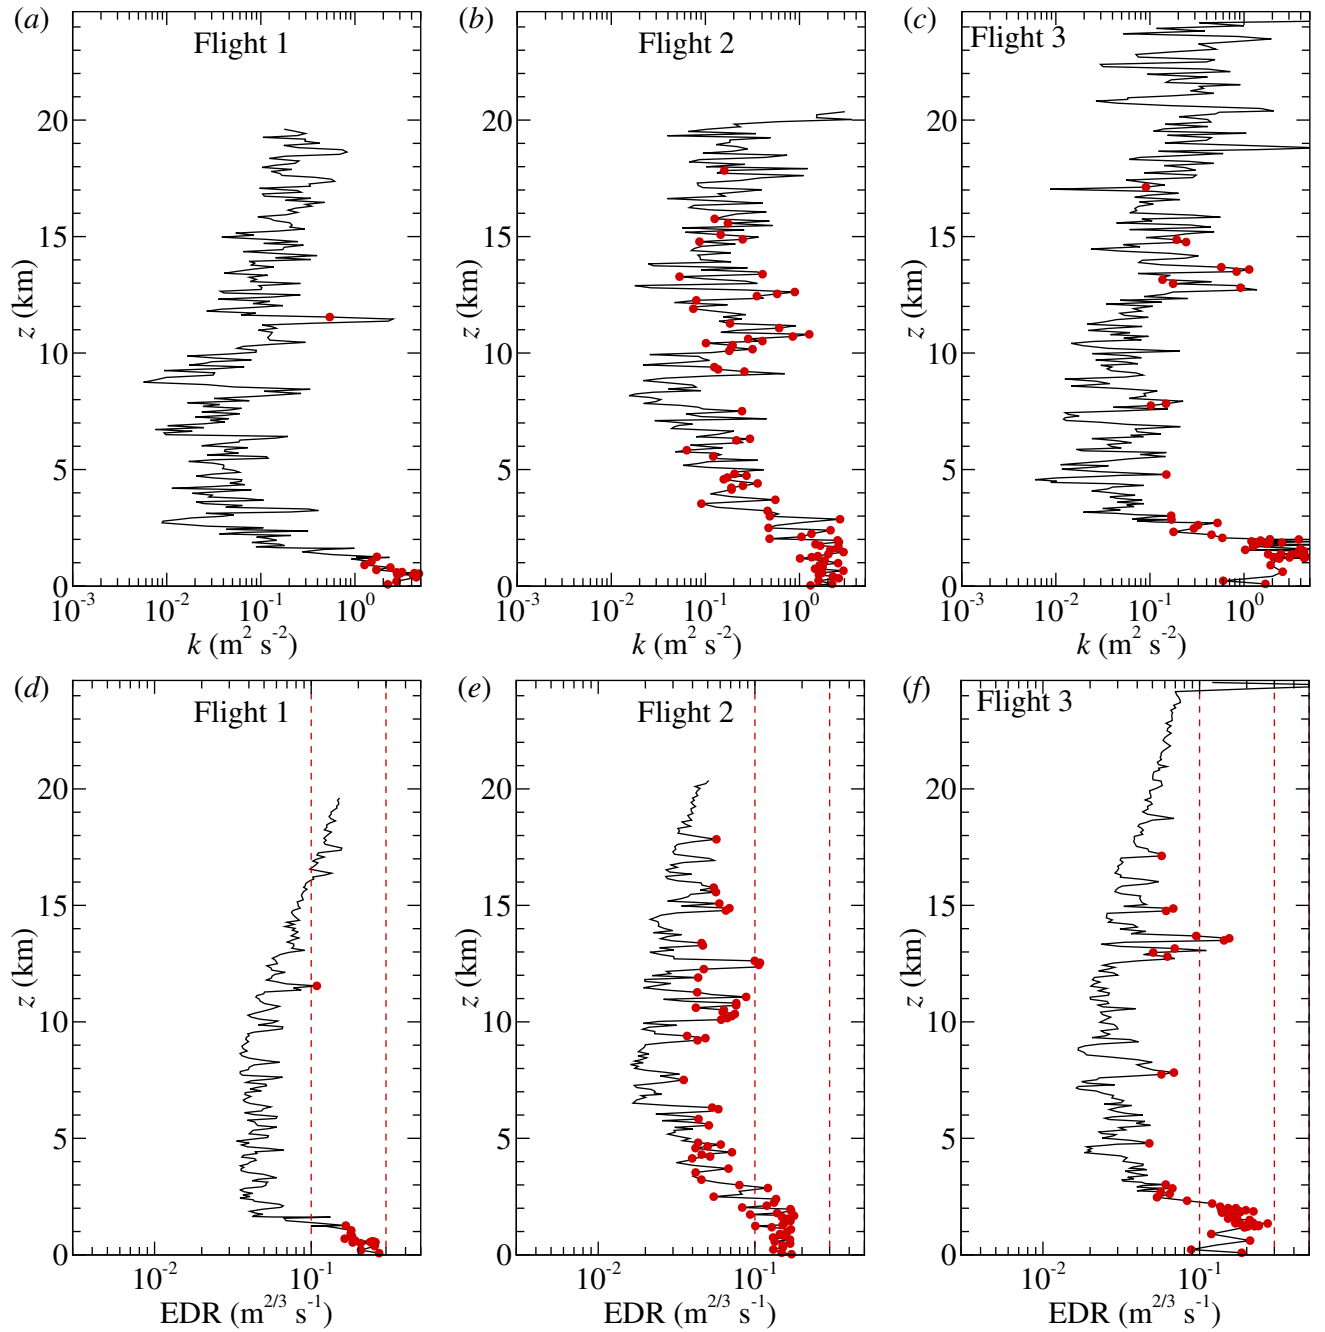 (a) Flight 1
20
15
10
5
0
z (km)
10⁻³ 10⁻² 10⁻¹ 10⁰
k (m² s⁻²)
(b) Flight 2
20
15
10
5
0
z (km)
10⁻³ 10⁻² 10⁻¹ 10⁰
k (m² s⁻²)
(c) Flight 3
20
15
10
5
0
z (km)
10⁻³ 10⁻² 10⁻¹ 10⁰
k (m² s⁻²)
(d) Flight 1
20
15
10
5
0
z (km)
10⁻² 10⁻¹
EDR (m²/³ s⁻¹)
(e) Flight 2
20
15
10
5
0
z (km)
10⁻² 10⁻¹
EDR (m²/³ s⁻¹)
(f) Flight 3
20
15
10
5
0
z (km)
10⁻² 10⁻¹
EDR (m²/³ s⁻¹)